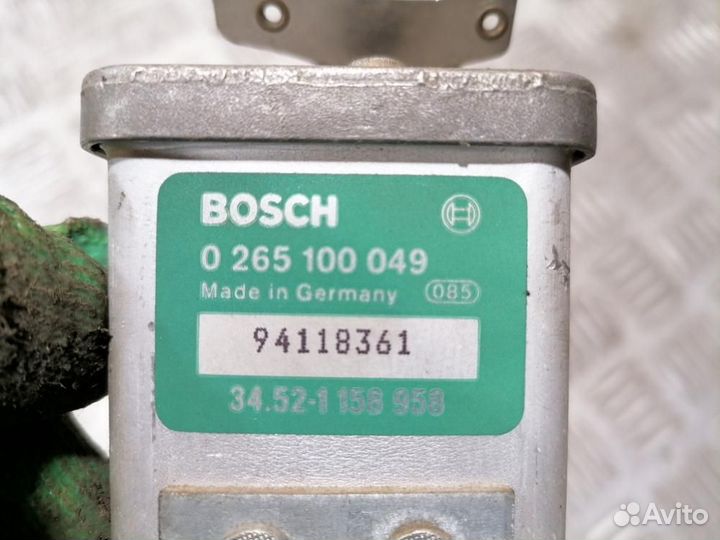 BOSCH
0 265 100 049
Made in Germany 085
94118361
34.52-1 158 958
Avito